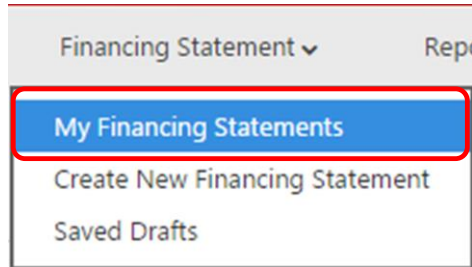 Financing Statement Repo
My Financing Statements
Create New Financing Statement
Saved Drafts